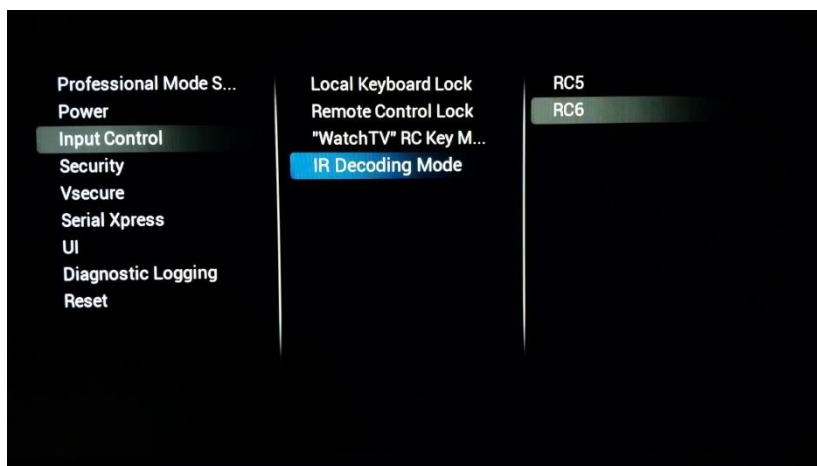 Professional Mode S...
Power
Input Control
Security
Vsecure
Serial Xpress
UI
Diagnostic Logging
Reset
Local Keyboard Lock
Remote Control Lock
"WatchTV" RC Key M...
IR Decoding Mode
RC5
RC6